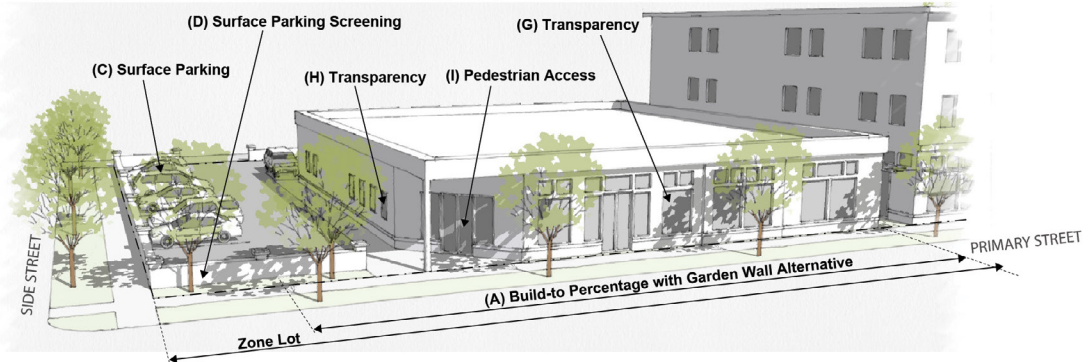 (D) Surface Parking Screening
(G) Transparency
(C) Surface Parking
(H) Transparency
(I) Pedestrian Access
SIDE STREET
PRIMARY STREET
(A) Build-to Percentage with Garden Wall Alternative
Zone Lot